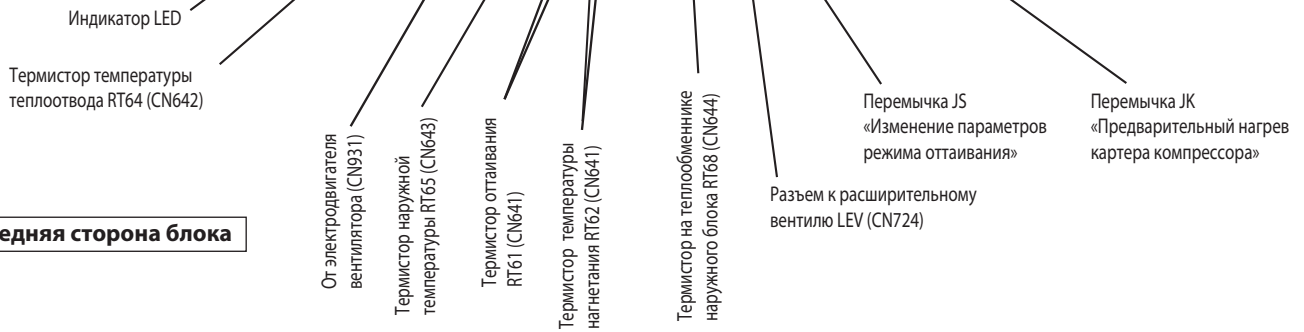 Индикатор LED
Термистор температуры
теплоотвода RT64 (CN642)
От электродвигателя
вентилятора (CN931)
Термистор наружной
температуры RT65 (CN643)
Термистор оттаивания
RT61 (CN641)
Термистор температуры
нагнетания RT62 (CN641)
Термистор на теплообменнике
наружного блока RT68 (CN644)
Разъем к расширительному
вентилю LEV (CN724)
Перемычка JS
«Изменение параметров
режима оттаивания»
Перемычка JK
«Предварительный нагрев
картера компрессора»
едняя сторона блока